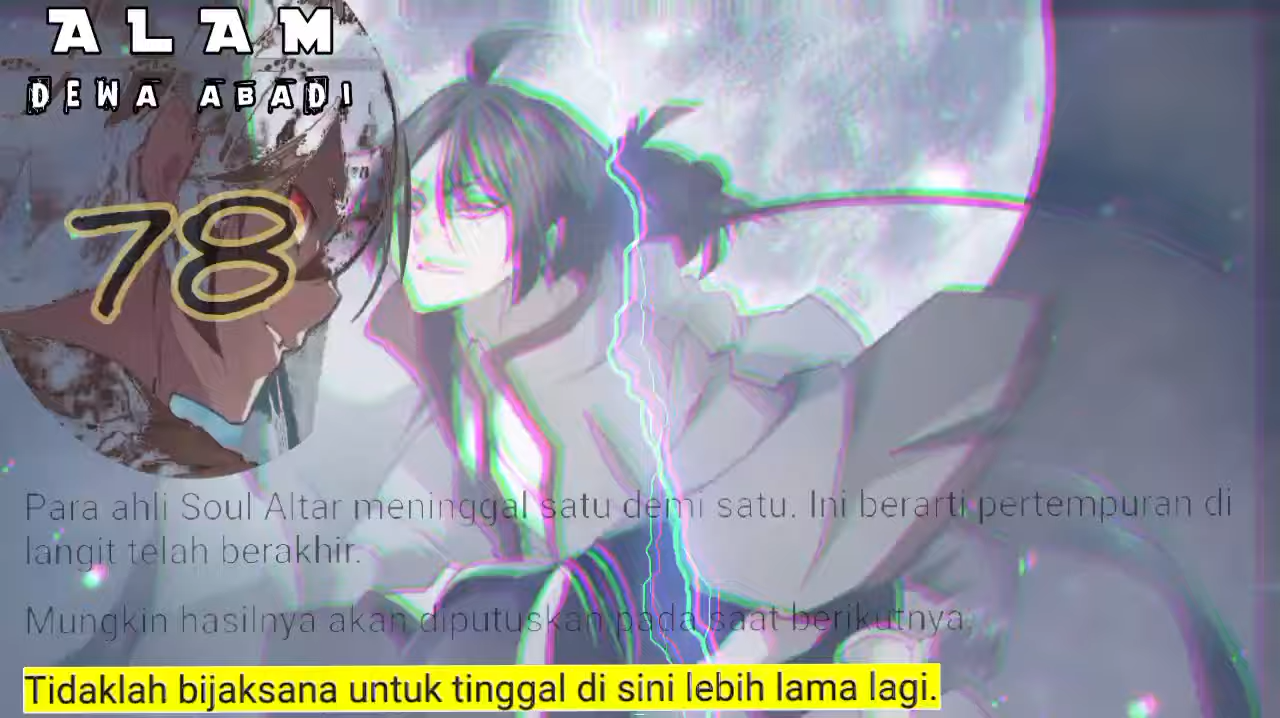 ALAM
DEWA ABADI
78
Para ahli Soul Altar meninggal satu demi satu. Ini berarti pertempuran di
langit telah berakhir.
Mungkin hasilnya akan diputuskan pada saat berikutnya.
Tidaklah bijaksana untuk tinggal di sini lebih lama lagi.